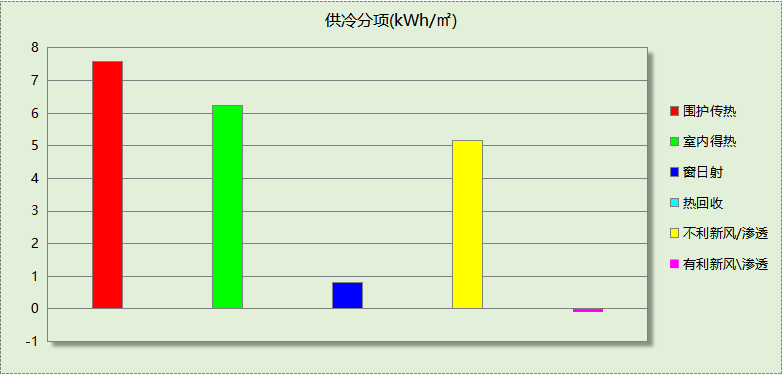 供冷分项(kWh/㎡)
8
7
6
5
4
3
2
1
0
-1
围护传热
室内得热
窗日射
热回收
不利新风/渗透
有利新风\渗透